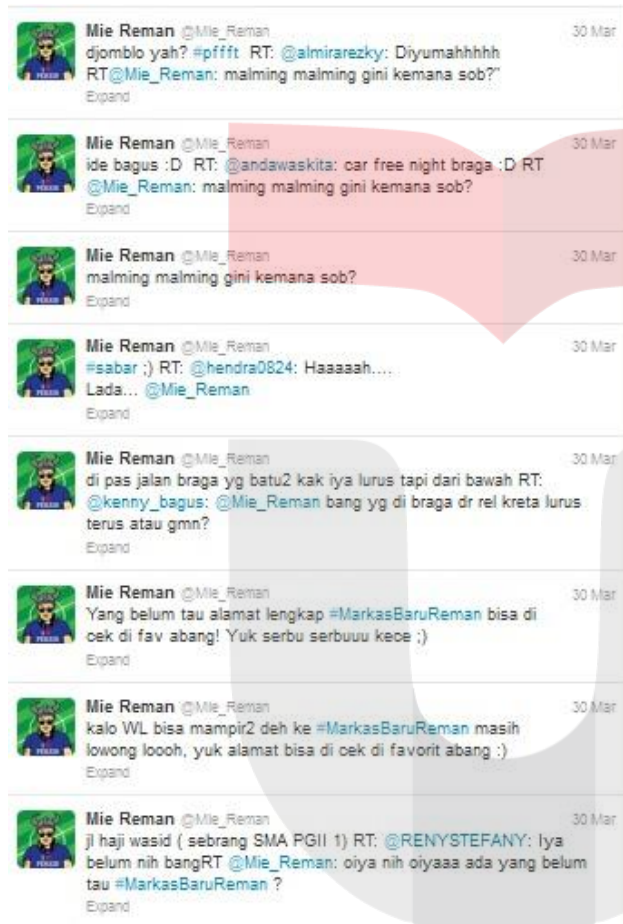 Mie Reman @Mie_Reman 30 Mar
djomblo yah? #pffft RT: @almirarezky: Diyumahhhhh
RT@Mie_Reman: malming malming gini kemana sob?"
Expand
Mie Reman @Mie_Reman 30 Mar
ide bagus :D RT: @andawaskita: car free night braga :D RT
@Mie_Reman: malming malming gini kemana sob?
Expand
Mie Reman @Mie_Reman 30 Mar
malming malming gini kemana sob?
Expand
Mie Reman @Mie_Reman 30 Mar
#sabar ;) RT: @hendra0824: Haaaaah....
Lada... @Mie_Reman
Expand
Mie Reman @Mie_Reman 30 Mar
di pas jalan braga yg batu2 kak iya lurus tapi dari bawah RT:
@kenny_bagus: @Mie_Reman bang yg di braga dr rel kreta lurus
terus atau gmn?
Expand
Mie Reman @Mie_Reman 30 Mar
Yang belum tau alamat lengkap #MarkasBaruReman bisa di
cek di fav abang! Yuk serbu serbuuu kece ;)
Expand
Mie Reman @Mie_Reman 30 Mar
kalo WL bisa mampir2 deh ke #MarkasBaruReman masih
lowong loooh, yuk alamat bisa di cek di favorit abang :)
Expand
Mie Reman @Mie_Reman 30 Mar
jl haji wasid ( sebrang SMA PGII 1) RT: @RENYSTEFANY: Iya
belum nih bangRT @Mie_Reman: oiya nih oiyaaa ada yang belum
tau #MarkasBaruReman ?
Expand